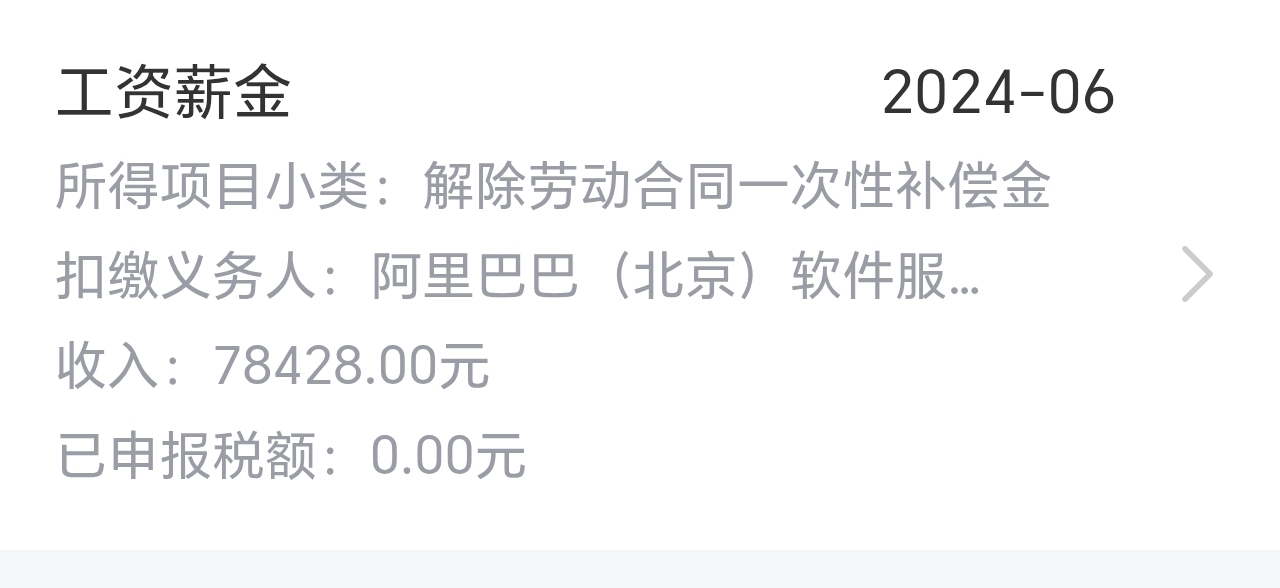 工资薪金 2024-06
所得项目小类：解除劳动合同一次性补偿金
扣缴义务人：阿里巴巴（北京）软件服...
收入：78428.00元
已申报税额：0.00元